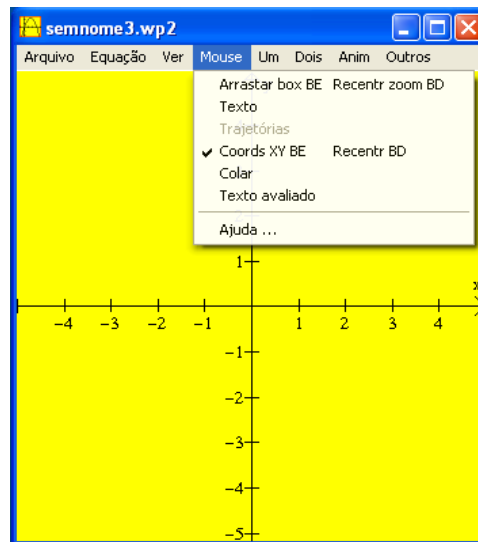 semnome3.wp2
Arquivo Equação Ver Mouse Um Dois Anim Outros
Arrastar box BE Recentr zoom BD
Texto
Trajetórias
Coords XY BE Recentr BD
Colar
Texto avaliado
Ajuda ...
1
x
-4 -3 -2 -1 1 2 3 4
-1
-2
-3
-4
-5